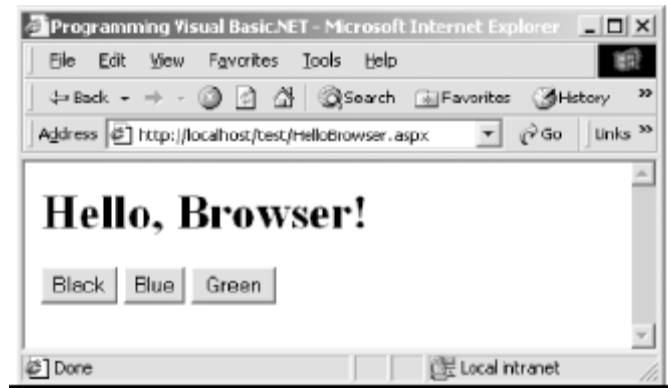 Programming Visual Basic.NET - Microsoft Internet Explorer
File Edit View Favorites Tools Help
Back Search Favorites History »
Address http://localhost/test/HelloBrowser.aspx Go Links »
Hello, Browser!
Black Blue Green
Done Local intranet